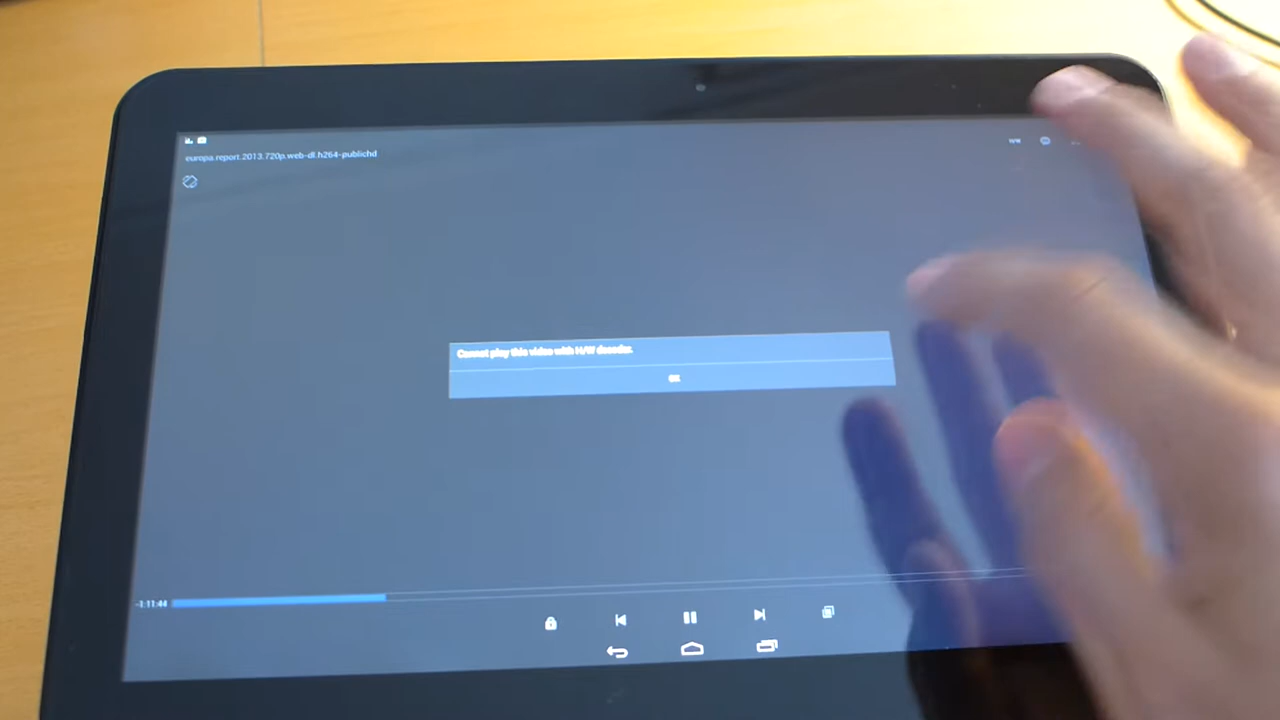 europa.report.2013.720p.web-dl.h264-publichd
H/W
Cannot play this video with H/W decoder.
OK
-1:11:44